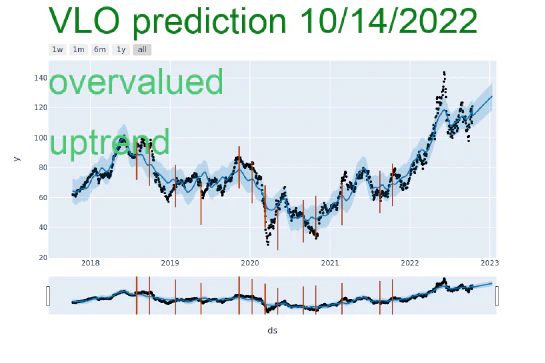 VLO prediction 10/14/2022
1w 1m 6m 1y all
overvalued
uptrend
140
120
100
80
60
40
20
y
2018 2019 2020 2021 2022 2023
ds